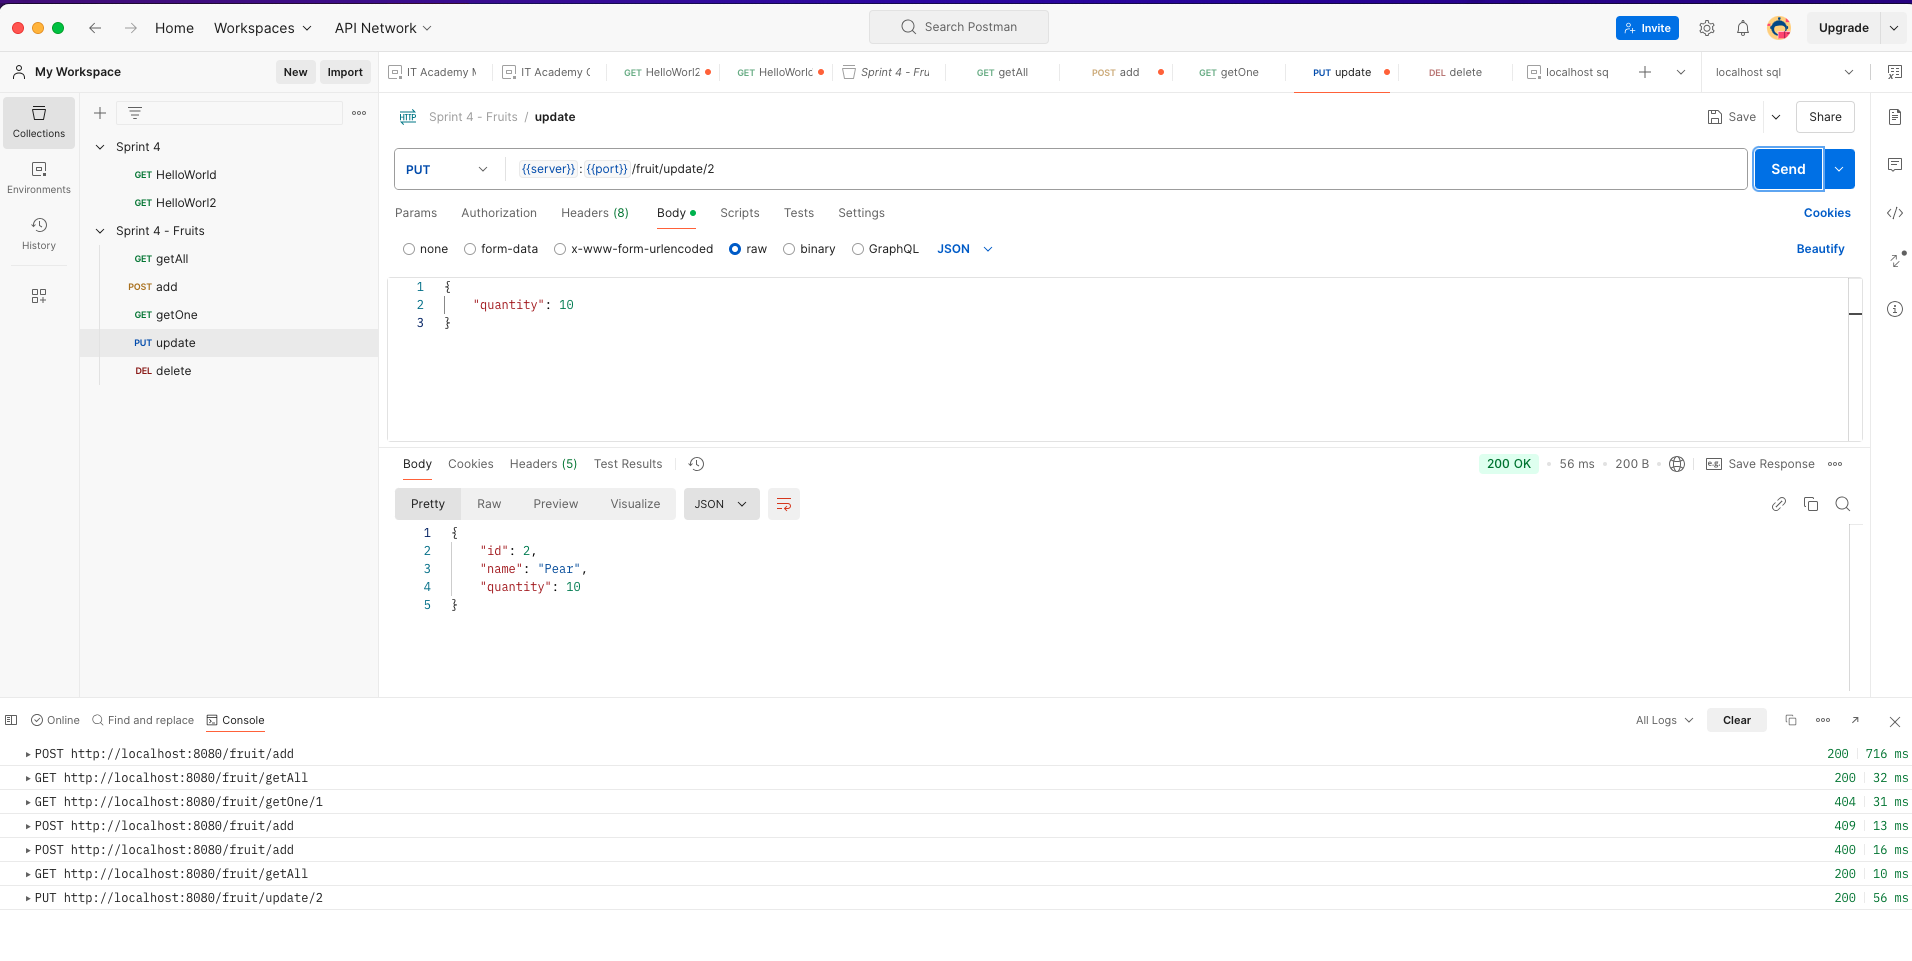 Home Workspaces API Network Search Postman Invite Upgrade
My Workspace New Import
IT Academy IT Academy GET HelloWorl2 GET HelloWorl Sprint 4 - Fru GET getAll POST add GET getOne PUT update DEL delete localhost sq localhost sql
Collections
Environments
History
Sprint 4
GET HelloWorld
GET HelloWorl2
Sprint 4 - Fruits
GET getAll
POST add
GET getOne
PUT update
DEL delete
HTTP Sprint 4 - Fruits / update Save Share
PUT {{server}}:{{port}}/fruit/update/2 Send
Params Authorization Headers (8) Body Scripts Tests Settings Cookies
none form-data x-www-form-urlencoded raw binary GraphQL JSON Beautify
1 {
2 "quantity": 10
3 }
Body Cookies Headers (5) Test Results 200 OK 56 ms 200 B e.g. Save Response
Pretty Raw Preview Visualize JSON
1 {
2 "id": 2,
3 "name": "Pear",
4 "quantity": 10
5 }
Online Find and replace Console All Logs Clear
POST http://localhost:8080/fruit/add 200 716 ms
GET http://localhost:8080/fruit/getAll 200 32 ms
GET http://localhost:8080/fruit/getOne/1 404 31 ms
POST http://localhost:8080/fruit/add 409 13 ms
POST http://localhost:8080/fruit/add 400 16 ms
GET http://localhost:8080/fruit/getAll 200 10 ms
PUT http://localhost:8080/fruit/update/2 200 56 ms